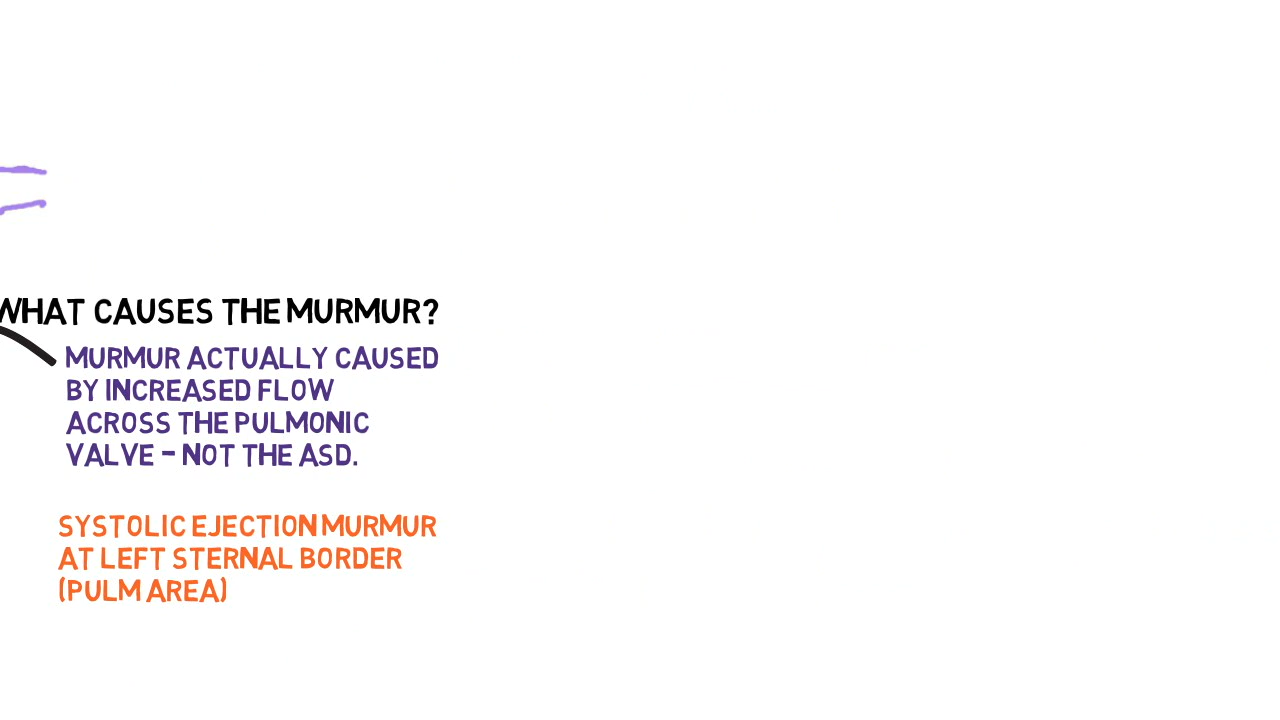 WHAT CAUSES THE MURMUR?
MURMUR ACTUALLY CAUSED
BY INCREASED FLOW
ACROSS THE PULMONIC
VALVE - NOT THE ASD.
SYSTOLIC EJECTION MURMUR
AT LEFT STERNAL BORDER
(PULM AREA)